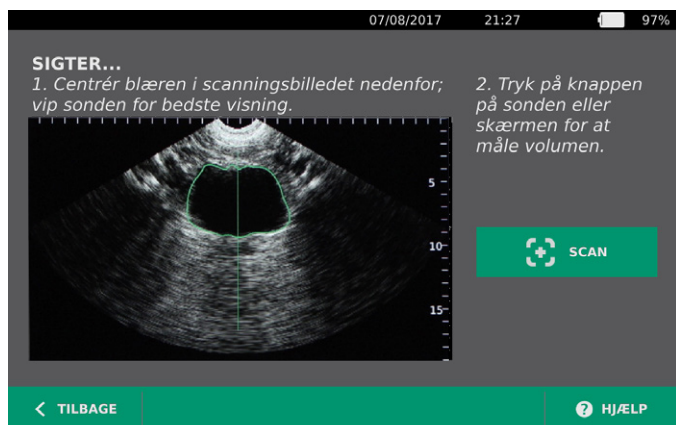 07/08/2017 21:27 97%
SIGTER...
1. Centrér blæren i scanningsbilledet nedenfor;
vip sonden for bedste visning.
2. Tryk på knappen
på sonden eller
skærmen for at
måle volumen.
5
10
15
SCAN
TILBAGE
? HJÆLP